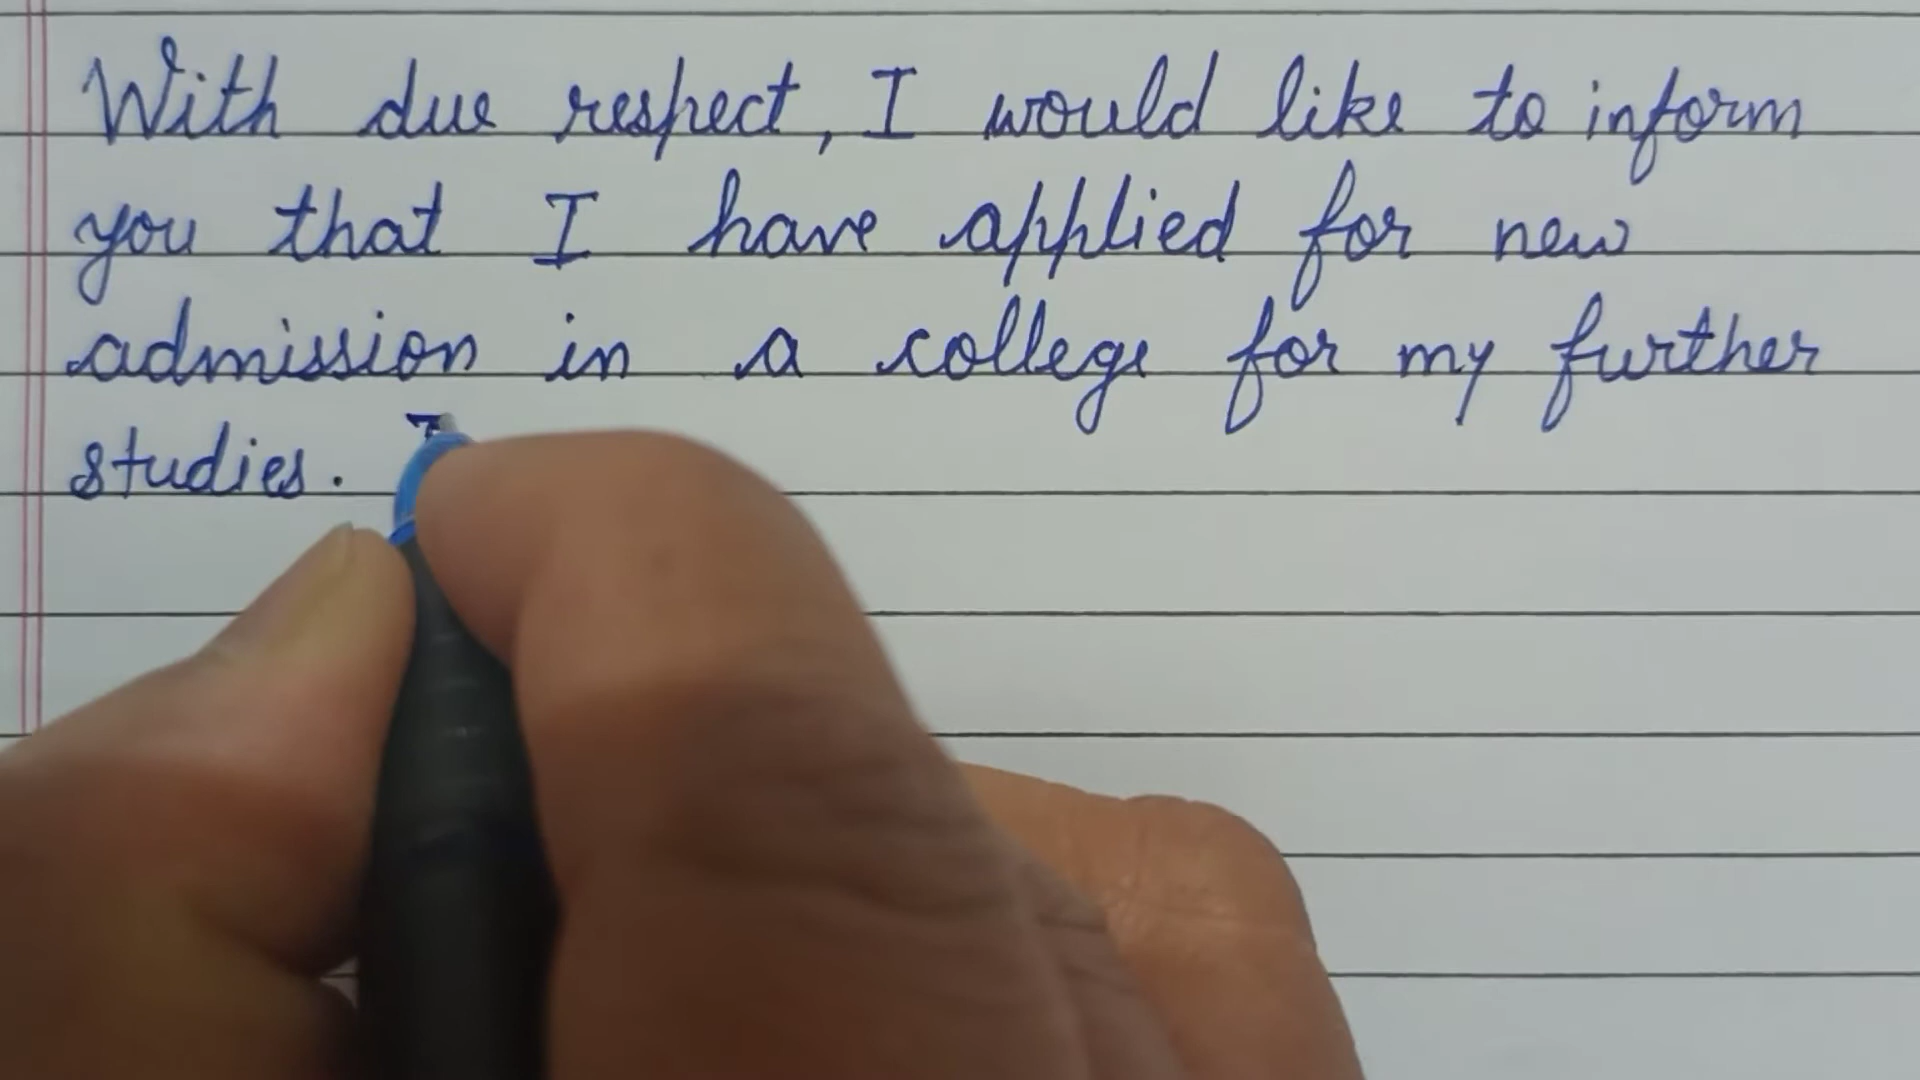 With due respect, I would like to inform
you that I have applied for new
admission in a college for my further
studies.